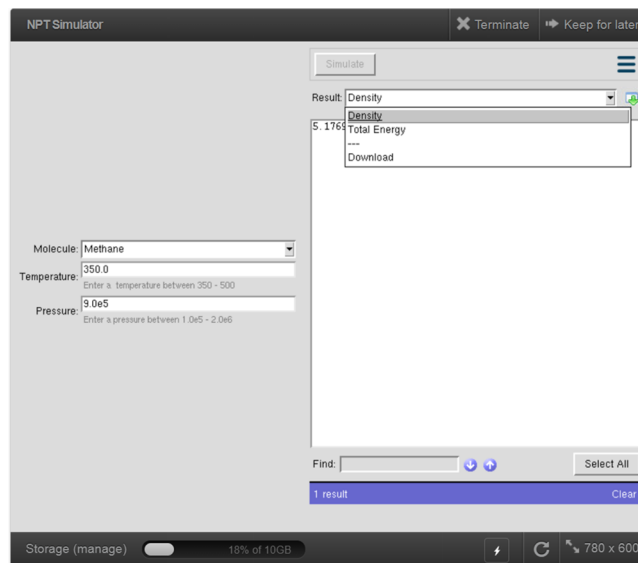 NPT Simulator
Terminate
Keep for later
Simulate
Result: Density
Density
Total Energy
---
Download
5.1769
Molecule: Methane
Temperature: 350.0
Enter a temperature between 350 - 500
Pressure: 9.0e5
Enter a pressure between 1.0e5 - 2.0e6
Find:
Select All
1 result
Clear
Storage (manage)
18% of 10GB
780 x 600